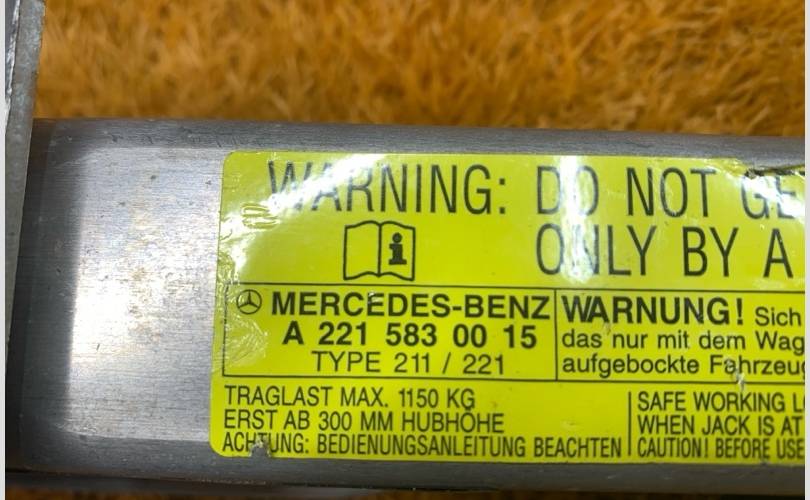 WARNING: DO NOT GE
ONLY BY A
MERCEDES-BENZ
A 221 583 00 15
TYPE 211 / 221
WARNUNG! Sich
das nur mit dem Wag
aufgebockte Fahrzeug
TRAGLAST MAX. 1150 KG
ERST AB 300 MM HUBHÖHE
ACHTUNG: BEDIENUNGSANLEITUNG BEACHTEN
SAFE WORKING L
WHEN JACK IS AT
CAUTION! BEFORE USE